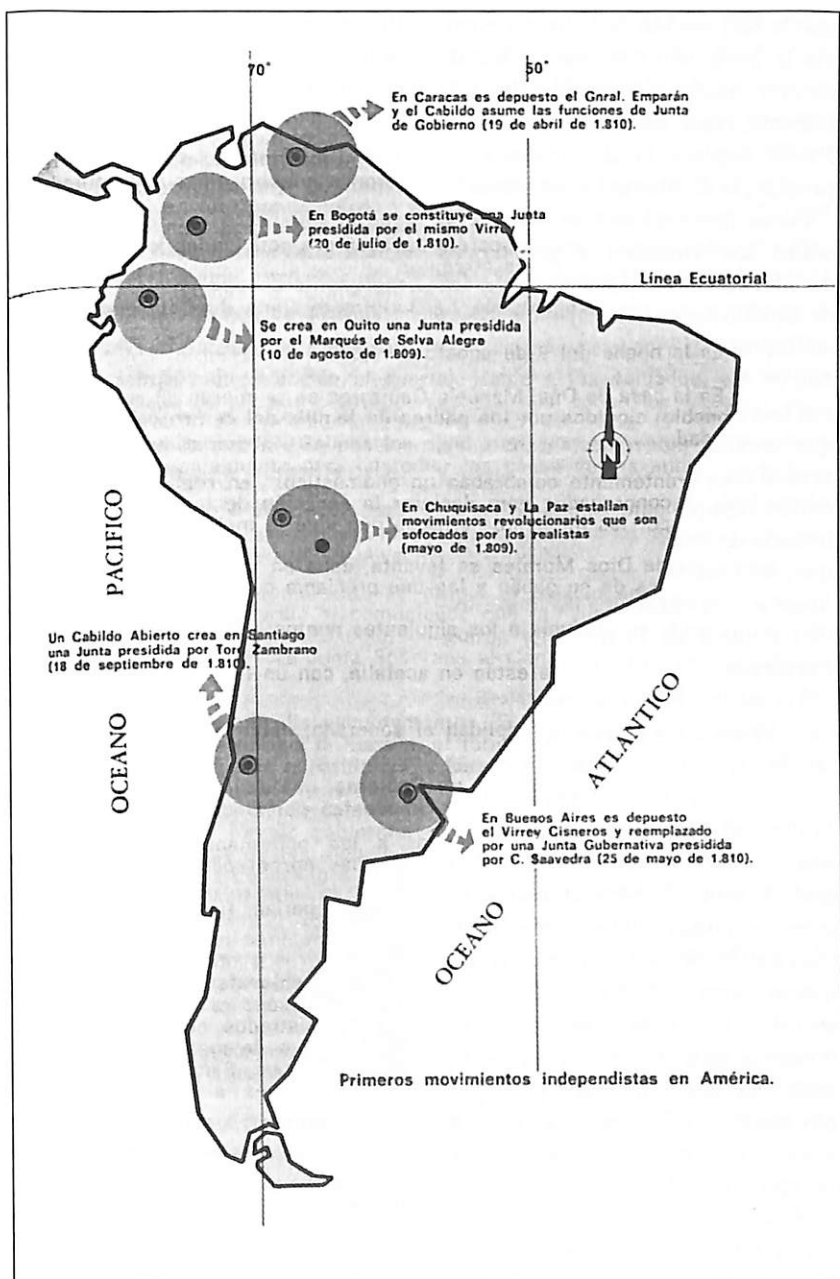 70°
50°
En Caracas es depuesto el Gnral. Emparán
y el Cabildo asume las funciones de Junta
de Gobierno (19 de abril de 1.810).
En Bogotá se constituye una Junta
presidida por el mismo Virrey
(20 de julio de 1.810).
Línea Ecuatorial
Se crea en Quito una Junta presidida
por el Marqués de Selva Alegre
(10 de agosto de 1.809).
N
En Chuquisaca y La Paz estallan
movimientos revolucionarios que son
sofocados por los realistas
(mayo de 1.809).
OCEANO PACIFICO
Un Cabildo Abierto crea en Santiago
una Junta presidida por Toro Zambrano
(18 de septiembre de 1.810).
OCEANO ATLANTICO
En Buenos Aires es depuesto
el Virrey Cisneros y reemplazado
por una Junta Gubernativa presidida
por C. Saavedra (25 de mayo de 1.810).
Primeros movimientos independistas en América.